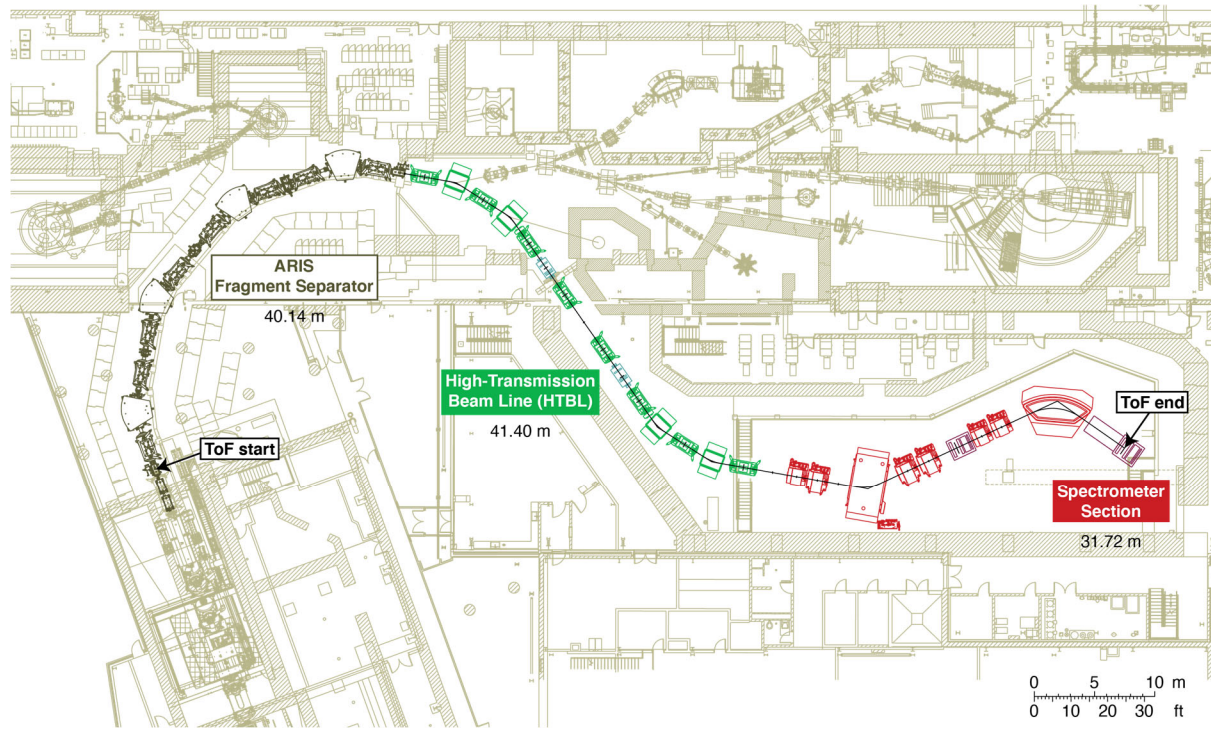 ARIS
Fragment Separator
40.14 m
ToF start
High-Transmission
Beam Line (HTBL)
41.40 m
ToF end
Spectrometer
Section
31.72 m
0 5 10 m
0 10 20 30 ft